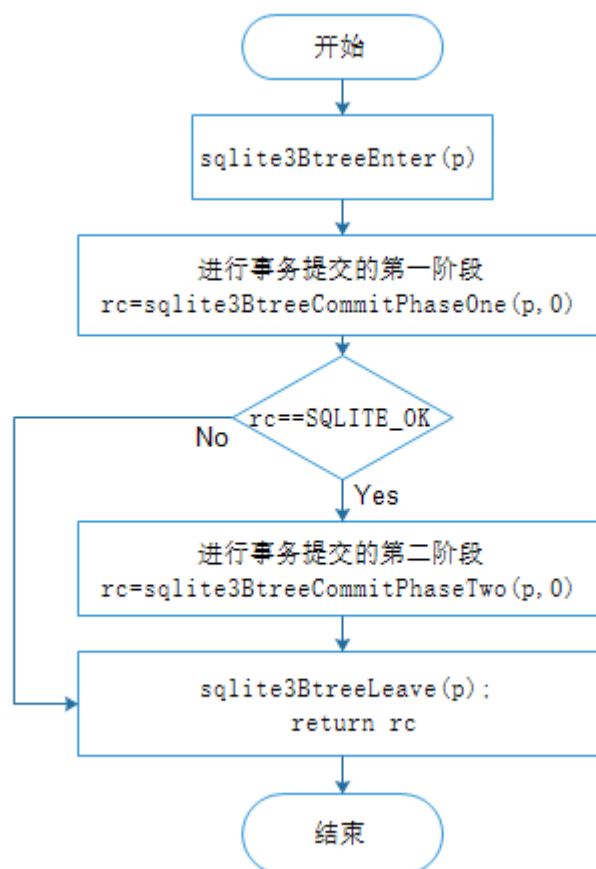 开始
sqlite3BtreeEnter(p)
进行事务提交的第一阶段
rc=sqlite3BtreeCommitPhaseOne(p,0)
rc==SQLITE_OK
No
Yes
进行事务提交的第二阶段
rc=sqlite3BtreeCommitPhaseTwo(p,0)
sqlite3BtreeLeave(p);
return rc
结束